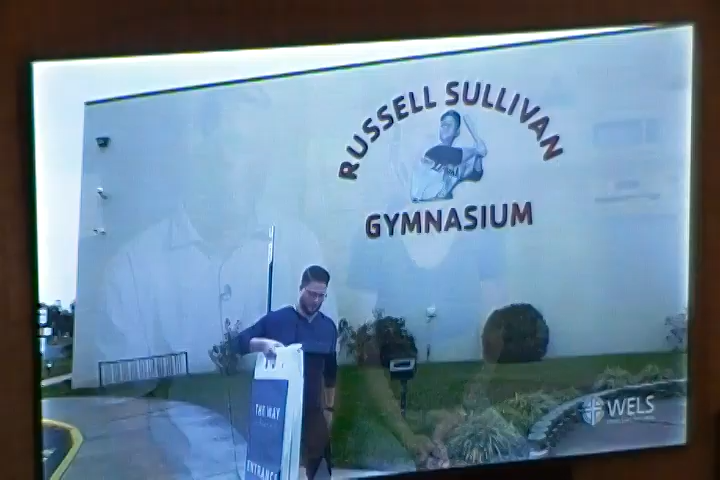 RUSSELL SULLIVAN
GYMNASIUM
THE WAY
ENTRANCE
WELS